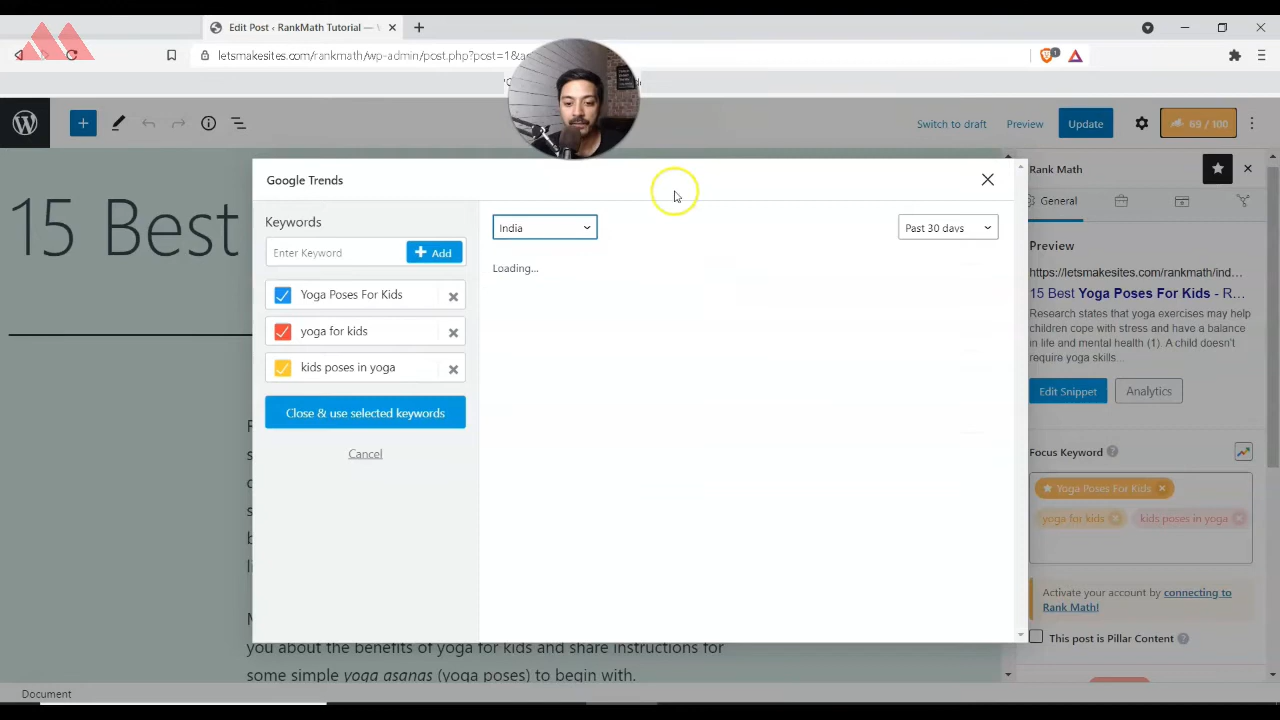 Edit Post ‹ RankMath Tutorial —
letsmakesites.com/rankmath/wp-admin/post.php?post=1&a
1
Switch to draft
Preview
Update
69 / 100
Google Trends
Keywords
Enter Keyword
Add
Yoga Poses For Kids
yoga for kids
kids poses in yoga
Close & use selected keywords
Cancel
India
Past 30 days
Loading...
15 Best
you about the benefits of yoga for kids and share instructions for
some simple yoga asanas (yoga poses) to begin with.
Document
Rank Math
General
Preview
https://letsmakesites.com/rankmath/ind...
15 Best Yoga Poses For Kids - R...
Research states that yoga exercises may help
children cope with stress and have a balance
in life and mental health (1). A child doesn't
require yoga skills...
Edit Snippet
Analytics
Focus Keyword
Yoga Poses For Kids
yoga for kids
kids poses in yoga
Activate your account by connecting to
Rank Math!
This post is Pillar Content